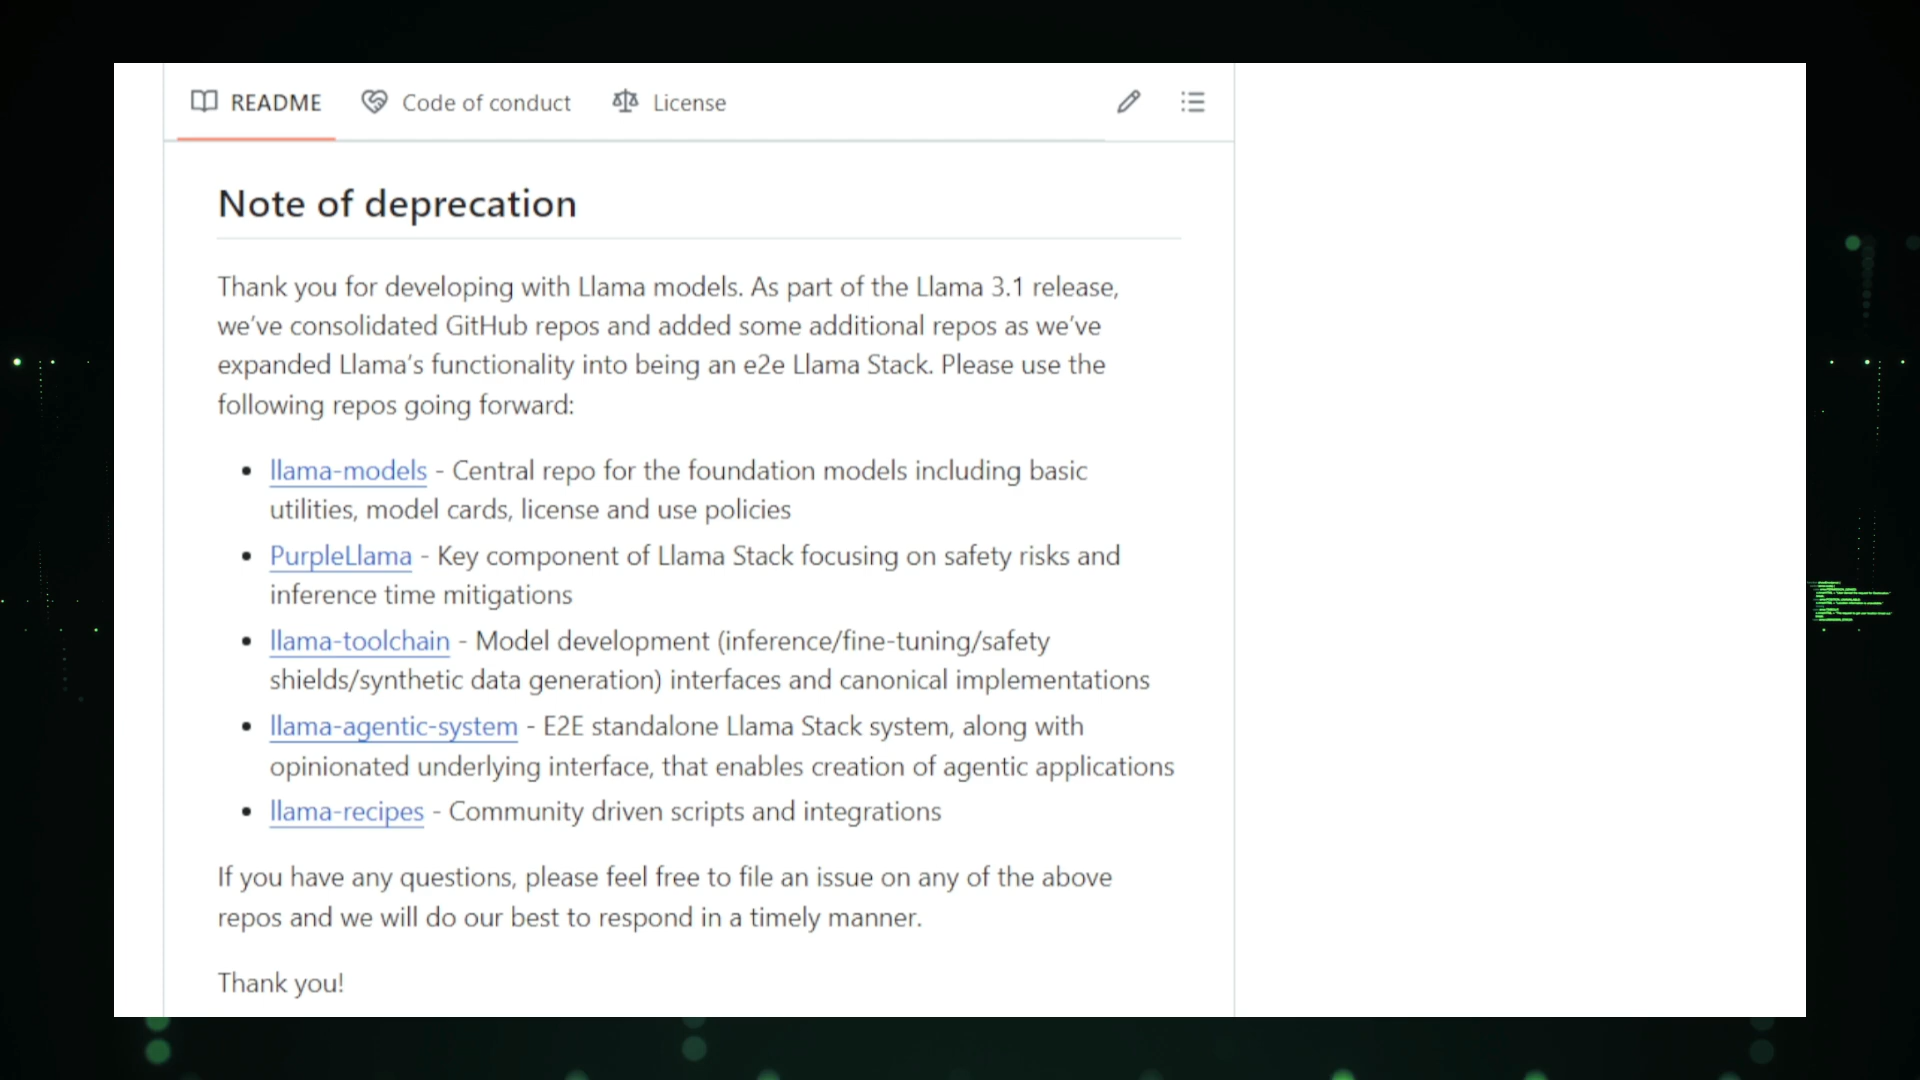 README
Code of conduct
License
Note of deprecation
Thank you for developing with Llama models. As part of the Llama 3.1 release,
we've consolidated GitHub repos and added some additional repos as we've
expanded Llama's functionality into being an e2e Llama Stack. Please use the
following repos going forward:
• llama-models - Central repo for the foundation models including basic
utilities, model cards, license and use policies
• PurpleLlama - Key component of Llama Stack focusing on safety risks and
inference time mitigations
• llama-toolchain - Model development (inference/fine-tuning/safety
shields/synthetic data generation) interfaces and canonical implementations
• llama-agentic-system - E2E standalone Llama Stack system, along with
opinionated underlying interface, that enables creation of agentic applications
• llama-recipes - Community driven scripts and integrations
If you have any questions, please feel free to file an issue on any of the above
repos and we will do our best to respond in a timely manner.
Thank you!